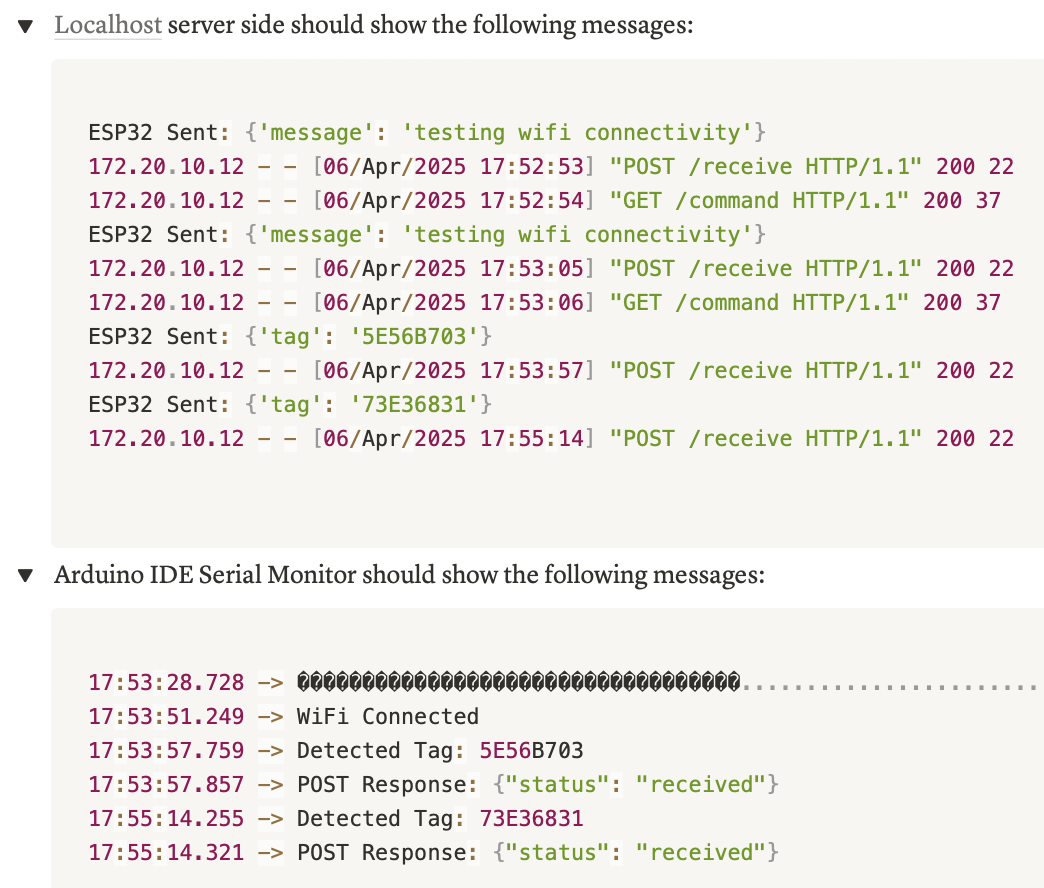 ▼ Localhost server side should show the following messages:
ESP32 Sent: {'message': 'testing wifi connectivity'}
172.20.10.12 - - [06/Apr/2025 17:52:53] "POST /receive HTTP/1.1" 200 22
172.20.10.12 - - [06/Apr/2025 17:52:54] "GET /command HTTP/1.1" 200 37
ESP32 Sent: {'message': 'testing wifi connectivity'}
172.20.10.12 - - [06/Apr/2025 17:53:05] "POST /receive HTTP/1.1" 200 22
172.20.10.12 - - [06/Apr/2025 17:53:06] "GET /command HTTP/1.1" 200 37
ESP32 Sent: {'tag': '5E56B703'}
172.20.10.12 - - [06/Apr/2025 17:53:57] "POST /receive HTTP/1.1" 200 22
ESP32 Sent: {'tag': '73E36831'}
172.20.10.12 - - [06/Apr/2025 17:55:14] "POST /receive HTTP/1.1" 200 22
▼ Arduino IDE Serial Monitor should show the following messages:
17:53:28.728 -> ����������������������������������.......................
17:53:51.249 -> WiFi Connected
17:53:57.759 -> Detected Tag: 5E56B703
17:53:57.857 -> POST Response: {"status": "received"}
17:55:14.255 -> Detected Tag: 73E36831
17:55:14.321 -> POST Response: {"status": "received"}